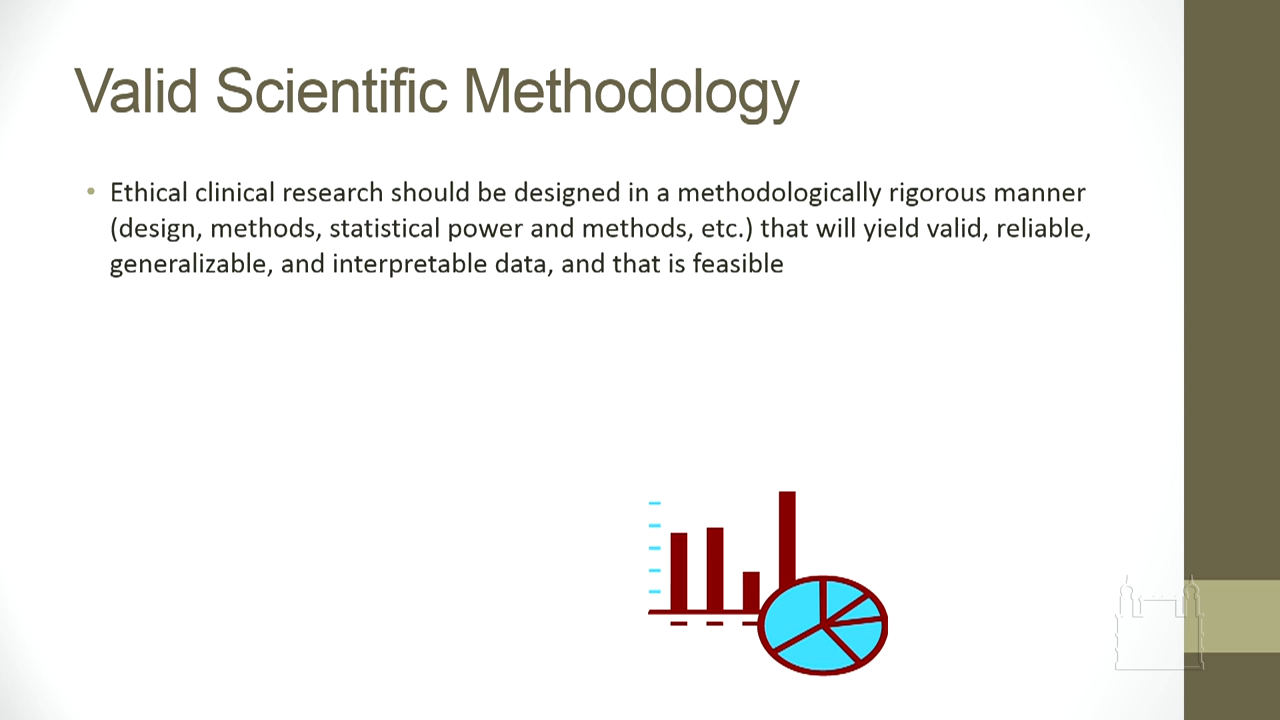 Valid Scientific Methodology
• Ethical clinical research should be designed in a methodologically rigorous manner
(design, methods, statistical power and methods, etc.) that will yield valid, reliable,
generalizable, and interpretable data, and that is feasible